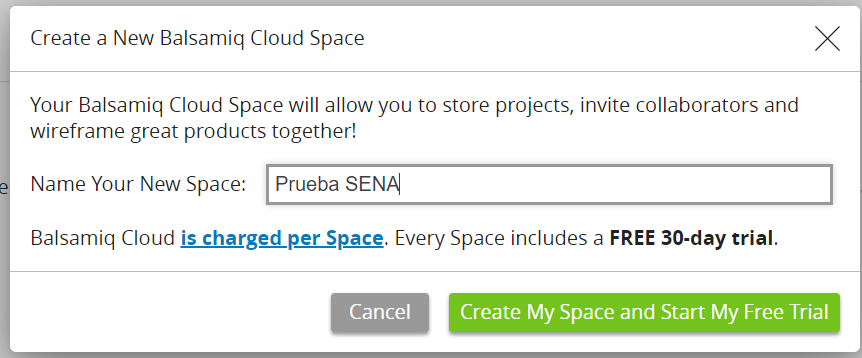 Create a New Balsamiq Cloud Space
Your Balsamiq Cloud Space will allow you to store projects, invite collaborators and
wireframe great products together!
Name Your New Space: Prueba SENA
Balsamiq Cloud is charged per Space. Every Space includes a FREE 30-day trial.
Cancel Create My Space and Start My Free Trial